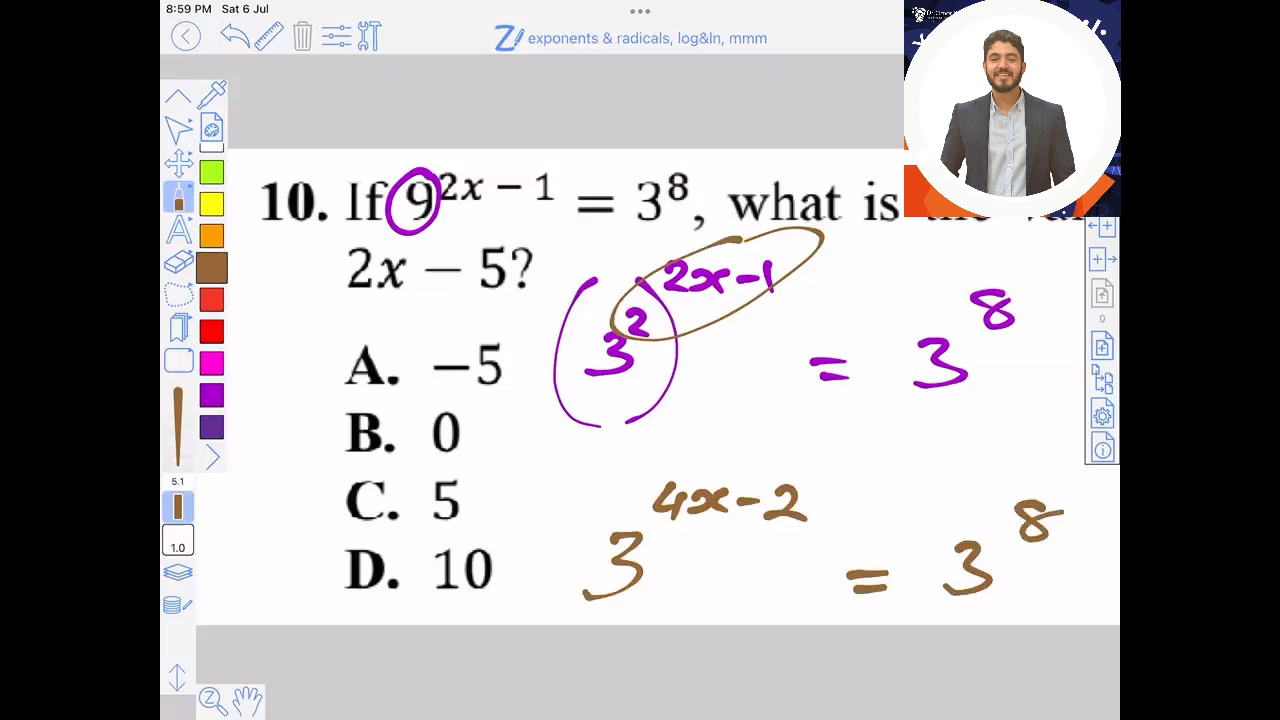 8:59 PM Sat 6 Jul
exponents & radicals, log&ln, mmm
10. If 9^{2x − 1} = 3^8, what is
2x − 5?
(3^2)^{2x−1} = 3^8
A. −5
B. 0
C. 5
3^{4x−2} = 3^8
D. 10
5.1
1.0
0